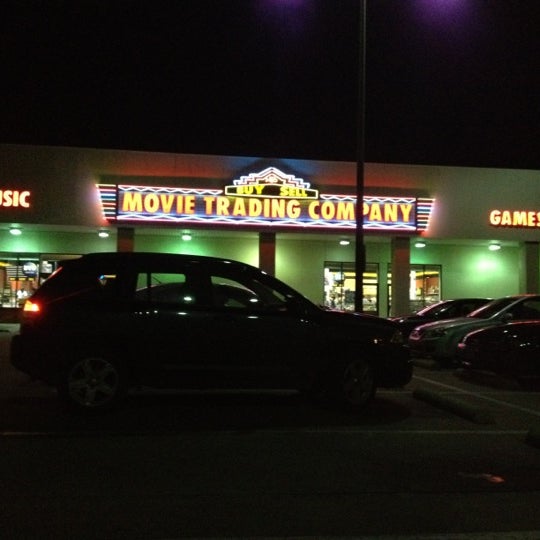 BUY SELL
MOVIE TRADING COMPANY
USIC
GAMES